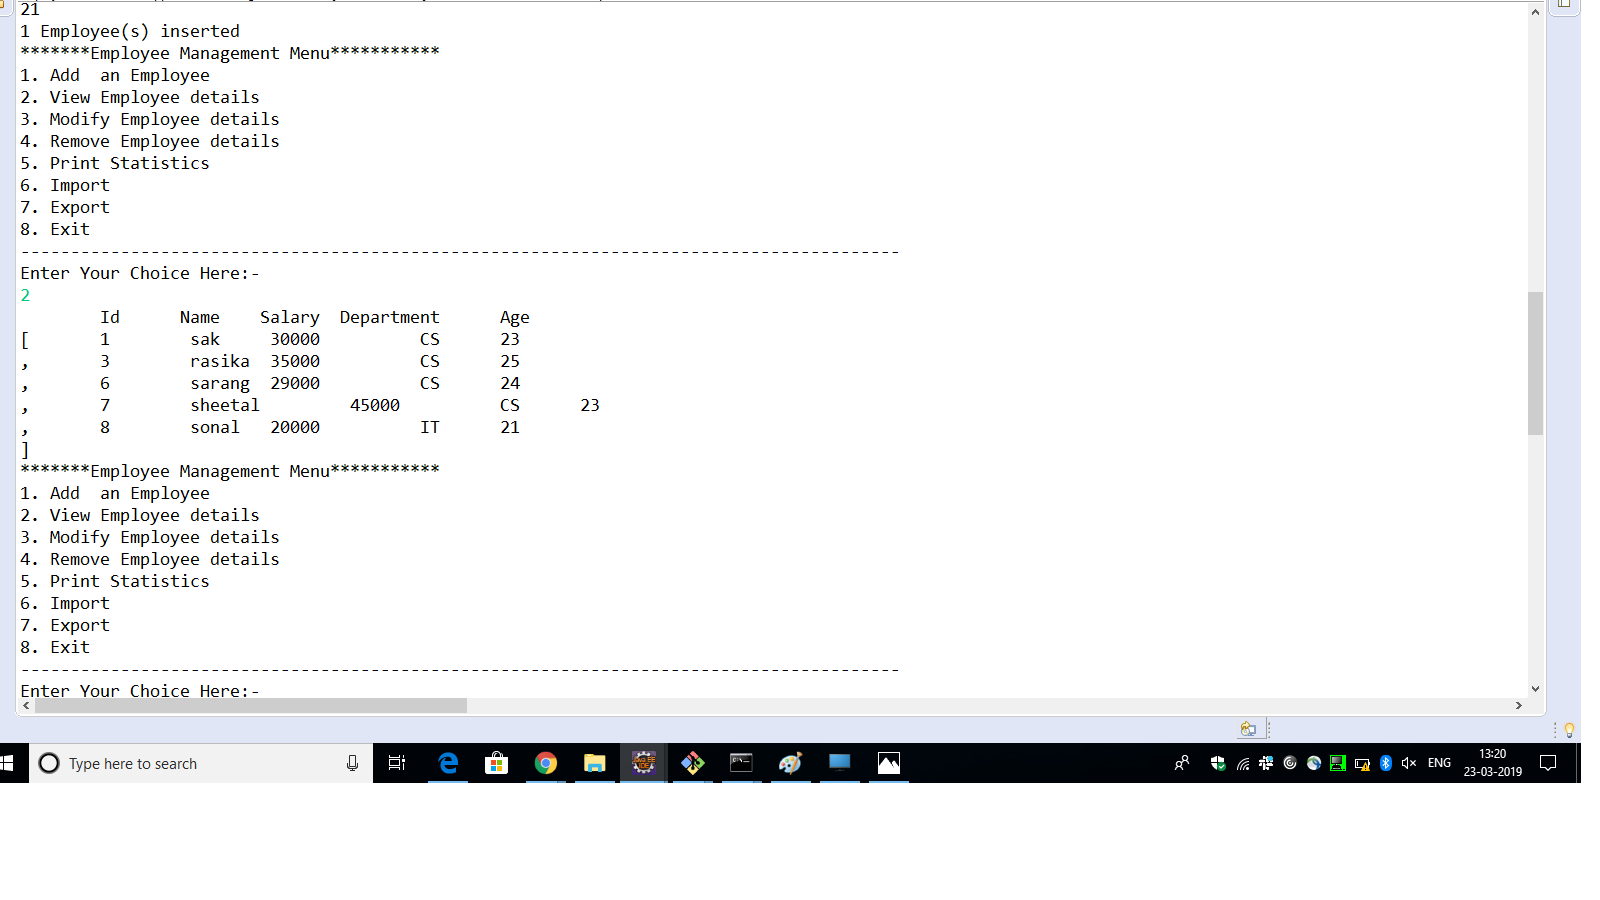 21
1 Employee(s) inserted
*******Employee Management Menu***********
1. Add  an Employee
2. View Employee details
3. Modify Employee details
4. Remove Employee details
5. Print Statistics
6. Import
7. Export
8. Exit
----------------------------------------------------------------------------------------
Enter Your Choice Here:-
2
        Id      Name    Salary  Department      Age
[       1        sak     30000          CS      23
,       3        rasika  35000          CS      25
,       6        sarang  29000          CS      24
,       7        sheetal         45000          CS      23
,       8        sonal   20000          IT      21
]
*******Employee Management Menu***********
1. Add  an Employee
2. View Employee details
3. Modify Employee details
4. Remove Employee details
5. Print Statistics
6. Import
7. Export
8. Exit
----------------------------------------------------------------------------------------
Enter Your Choice Here:-
Type here to search
ENG
13:20
23-03-2019